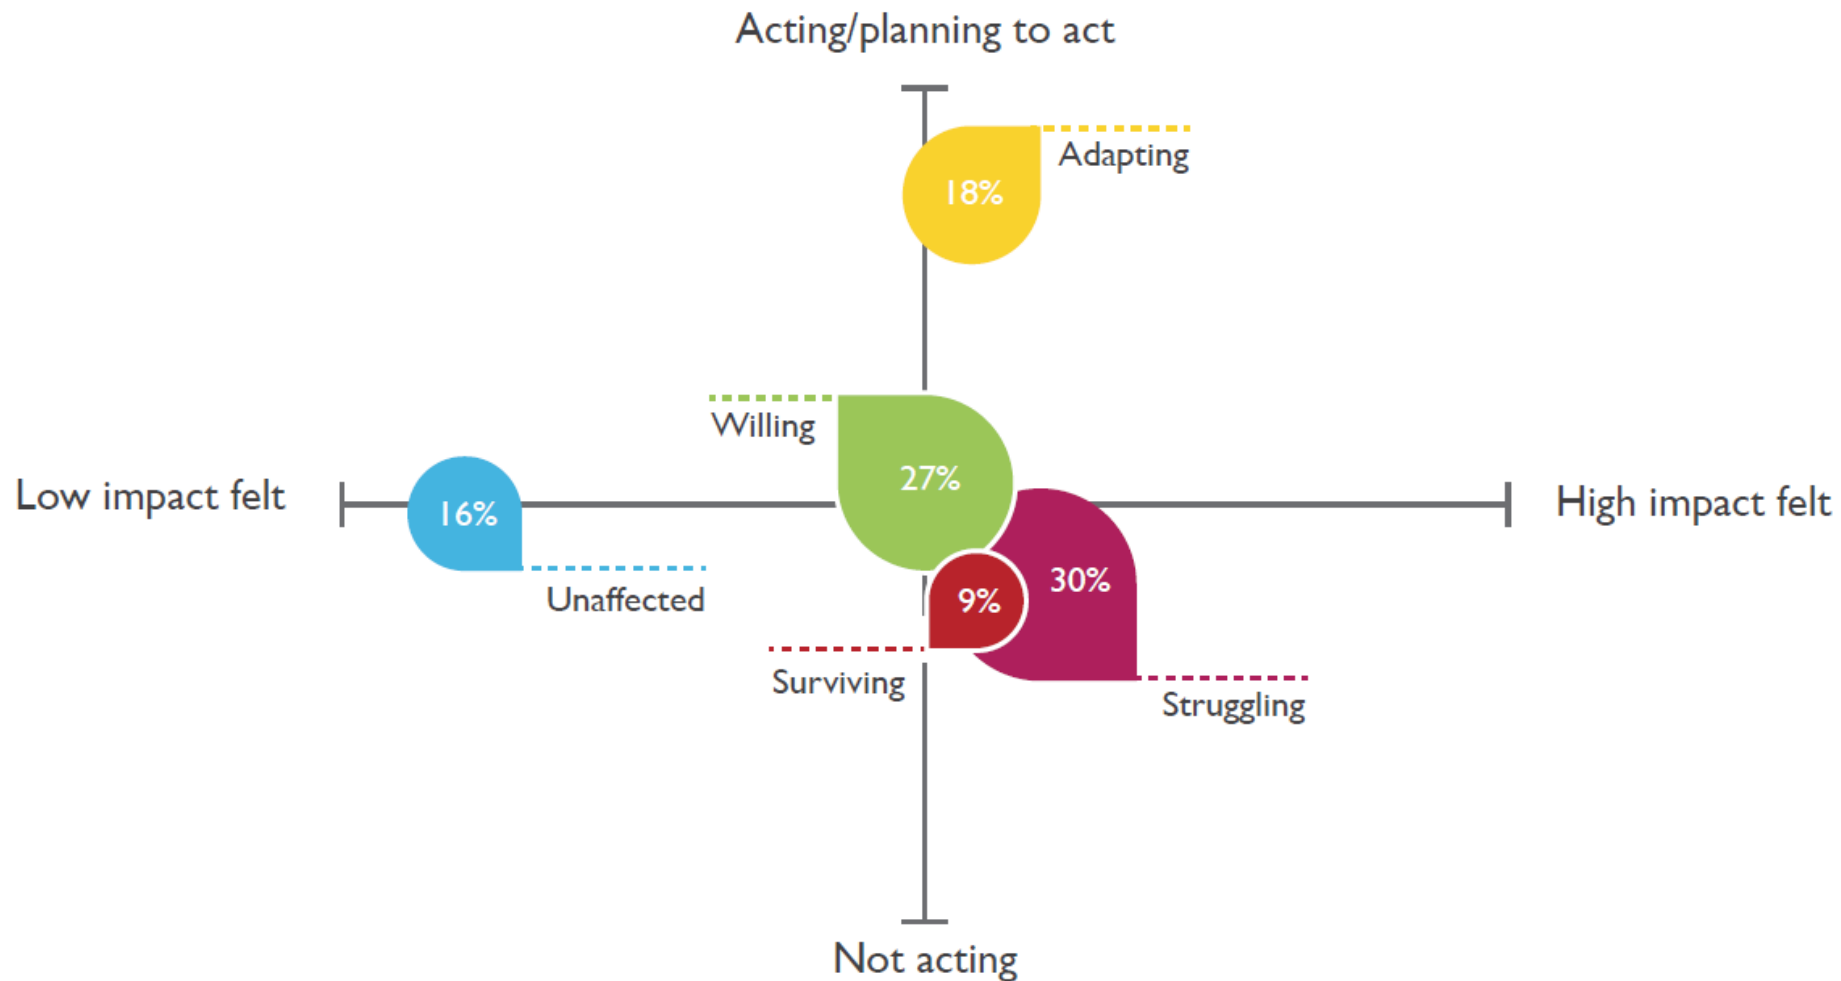 Acting/planning to act
Adapting
18%
Willing
27%
Low impact felt
16%
High impact felt
Unaffected
9%
30%
Surviving
Struggling
Not acting